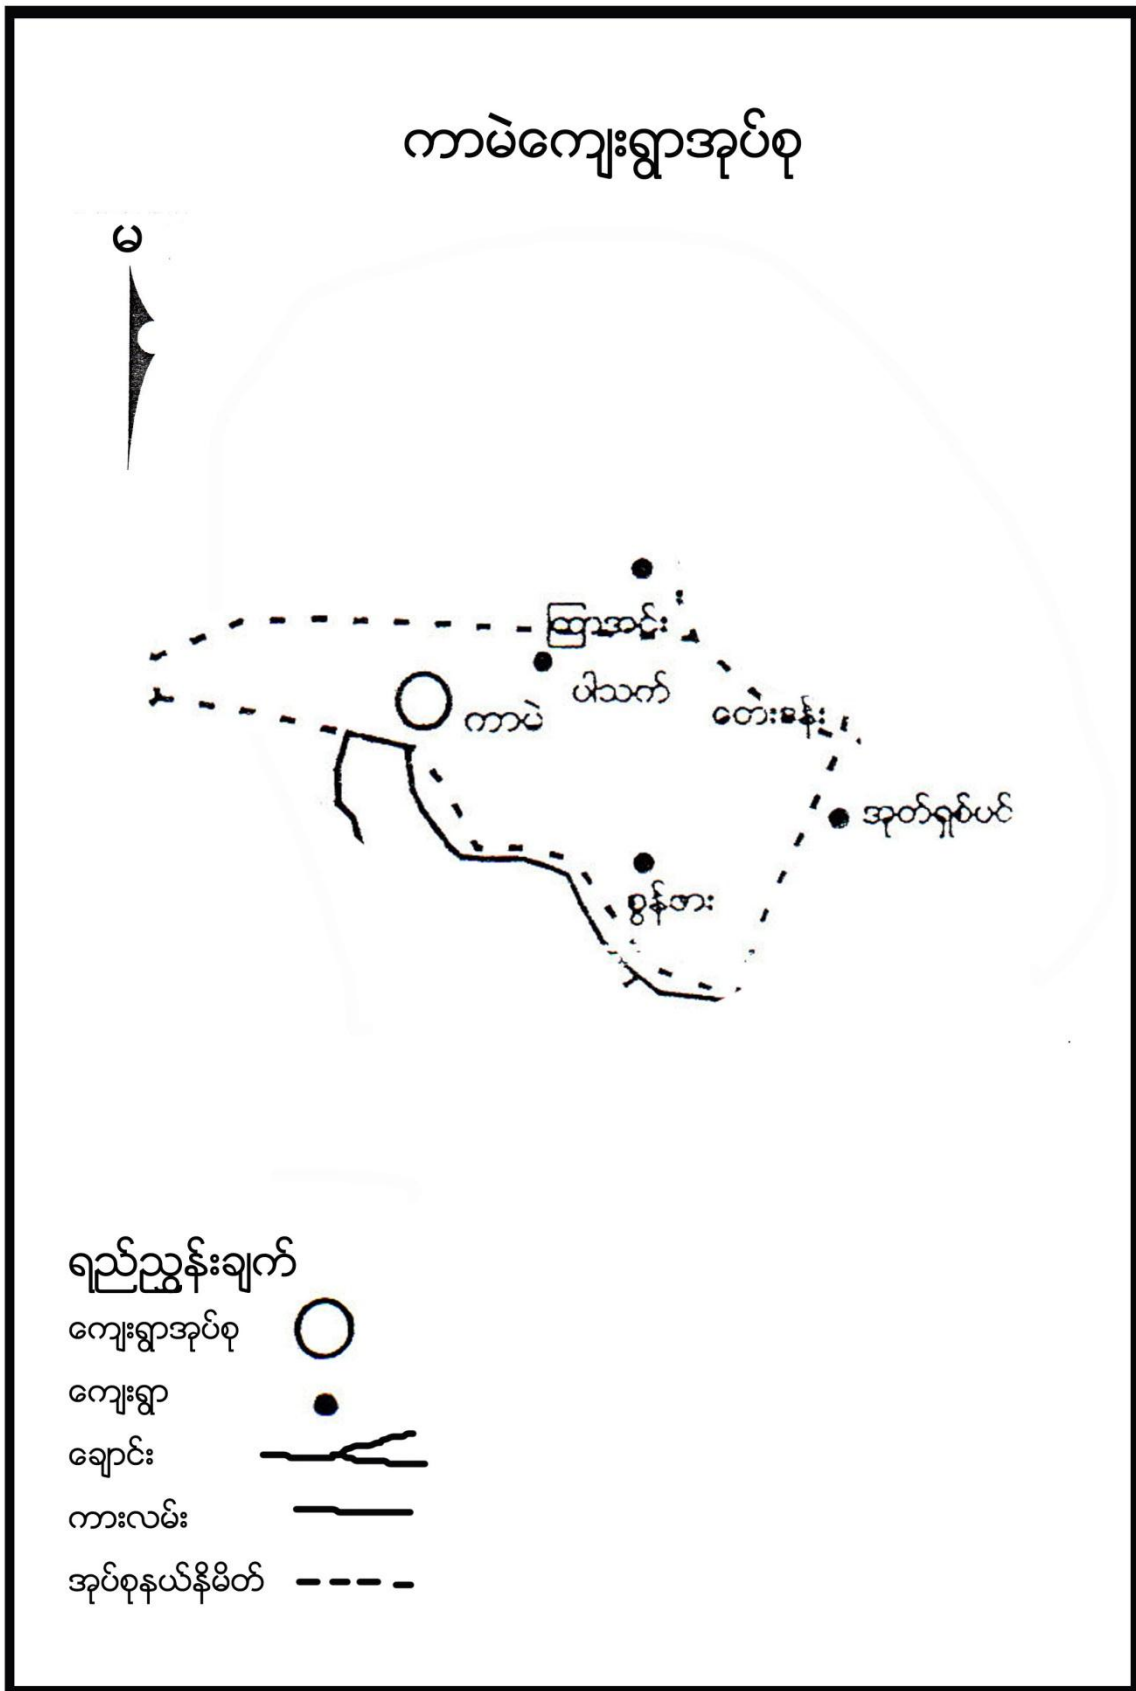 ကာမဲကျေးရွာအုပ်စု
မ
ထြာအင်း
ပါသက်
ကာမဲ
တေးခန်း
အုတ်ရှစ်ပင်
စွန်အား
ရည်ညွှန်းချက်
ကျေးရွာအုပ်စု
ကျေးရွာ
ချောင်း
ကားလမ်း
အုပ်စုနယ်နိမိတ်